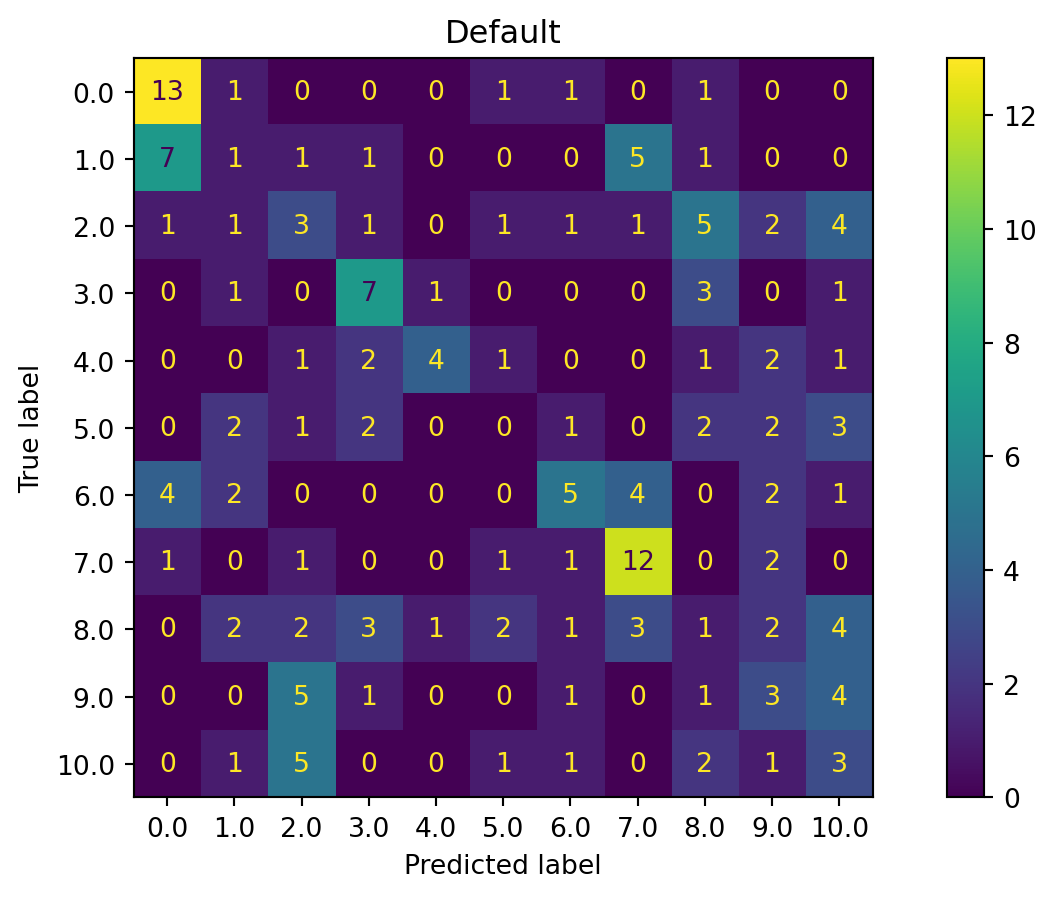 Default
True label
0.0 13 1 0 0 0 1 1 0 1 0 0
1.0 7 1 1 1 0 0 0 5 1 0 0
2.0 1 1 3 1 0 1 1 1 5 2 4
3.0 0 1 0 7 1 0 0 0 3 0 1
4.0 0 0 1 2 4 1 0 0 1 2 1
5.0 0 2 1 2 0 0 1 0 2 2 3
6.0 4 2 0 0 0 0 5 4 0 2 1
7.0 1 0 1 0 0 1 1 12 0 2 0
8.0 0 2 2 3 1 2 1 3 1 2 4
9.0 0 0 5 1 0 0 1 0 1 3 4
10.0 0 1 5 0 0 1 1 0 2 1 3
0.0 1.0 2.0 3.0 4.0 5.0 6.0 7.0 8.0 9.0 10.0
Predicted label
12
10
8
6
4
2
0